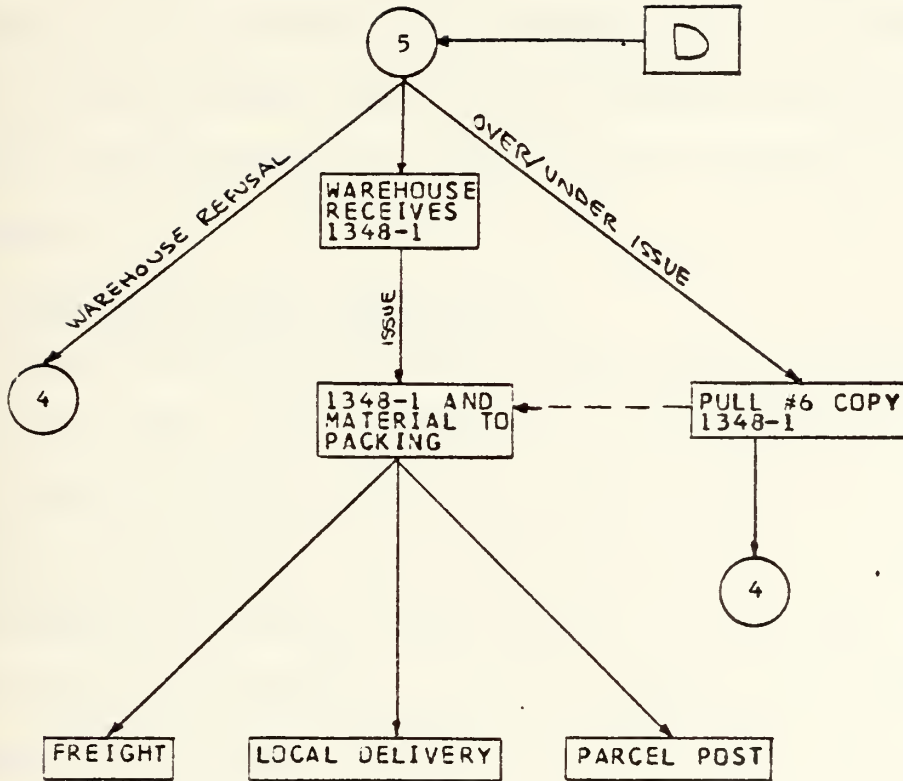 5
D
WAREHOUSE REFUSAL
OVER/UNDER ISSUE
WAREHOUSE
RECEIVES
1348-1
ISSUE
4
1348-1 AND
MATERIAL TO
PACKING
PULL #6 COPY
1348-1
4
FREIGHT
LOCAL DELIVERY
PARCEL POST